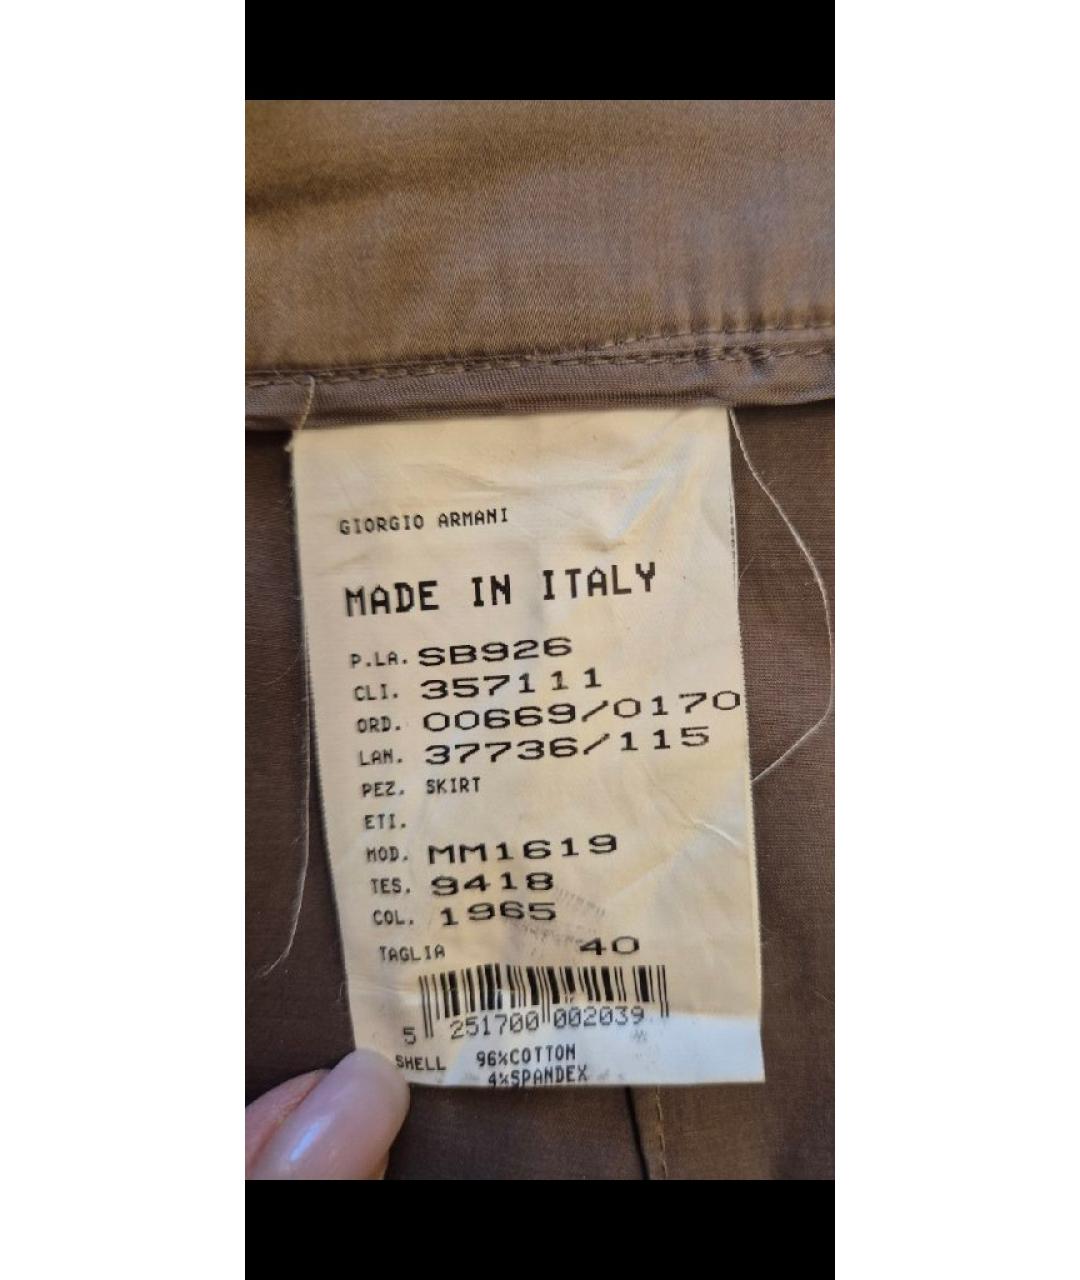 GIORGIO ARMANI
MADE IN ITALY
P.LA. SB926
CLI. 357111
ORD. 00669/0170
LAN. 37736/115
PEZ. SKIRT
ETI.
MOD. MM1619
TES. 9418
COL. 1965
TAGLIA 40
5 251700 002039
SHELL 96%COTTON
4%SPANDEX